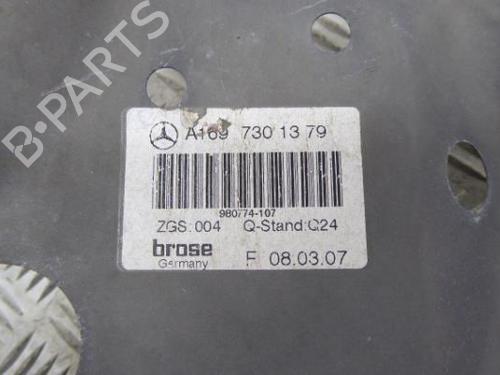 B-PARTS
A169 730 13 79
980774-107
ZGS: 004 Q-Stand: Q24
brose
Germany F 08.03.07